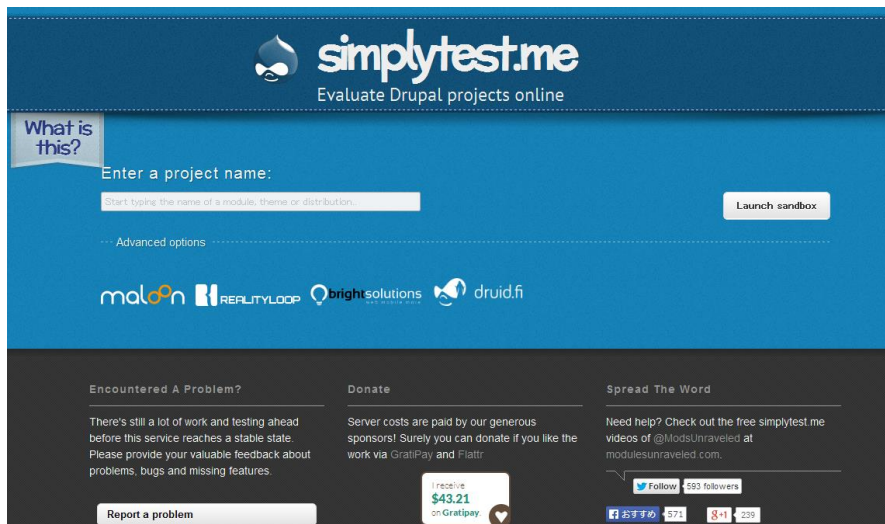 simplytest.me
Evaluate Drupal projects online
What is
this?
Enter a project name:
Start typing the name of a module, theme or distribution.
Launch sandbox
Advanced options
maloon
REALITYLOOP
brightsolutions
web mobile more
druid.fi
Encountered A Problem?
There's still a lot of work and testing ahead
before this service reaches a stable state.
Please provide your valuable feedback about
problems, bugs and missing features.
Report a problem
Donate
Server costs are paid by our generous
sponsors! Surely you can donate if you like the
work via GratiPay and Flattr
I receive
$43.21
on Gratipay.
Spread The Word
Need help? Check out the free simplytest.me
videos of @ModsUnraveled at
modulesunraveled.com.
Follow 593 followers
おすすめ 571 g+1 239